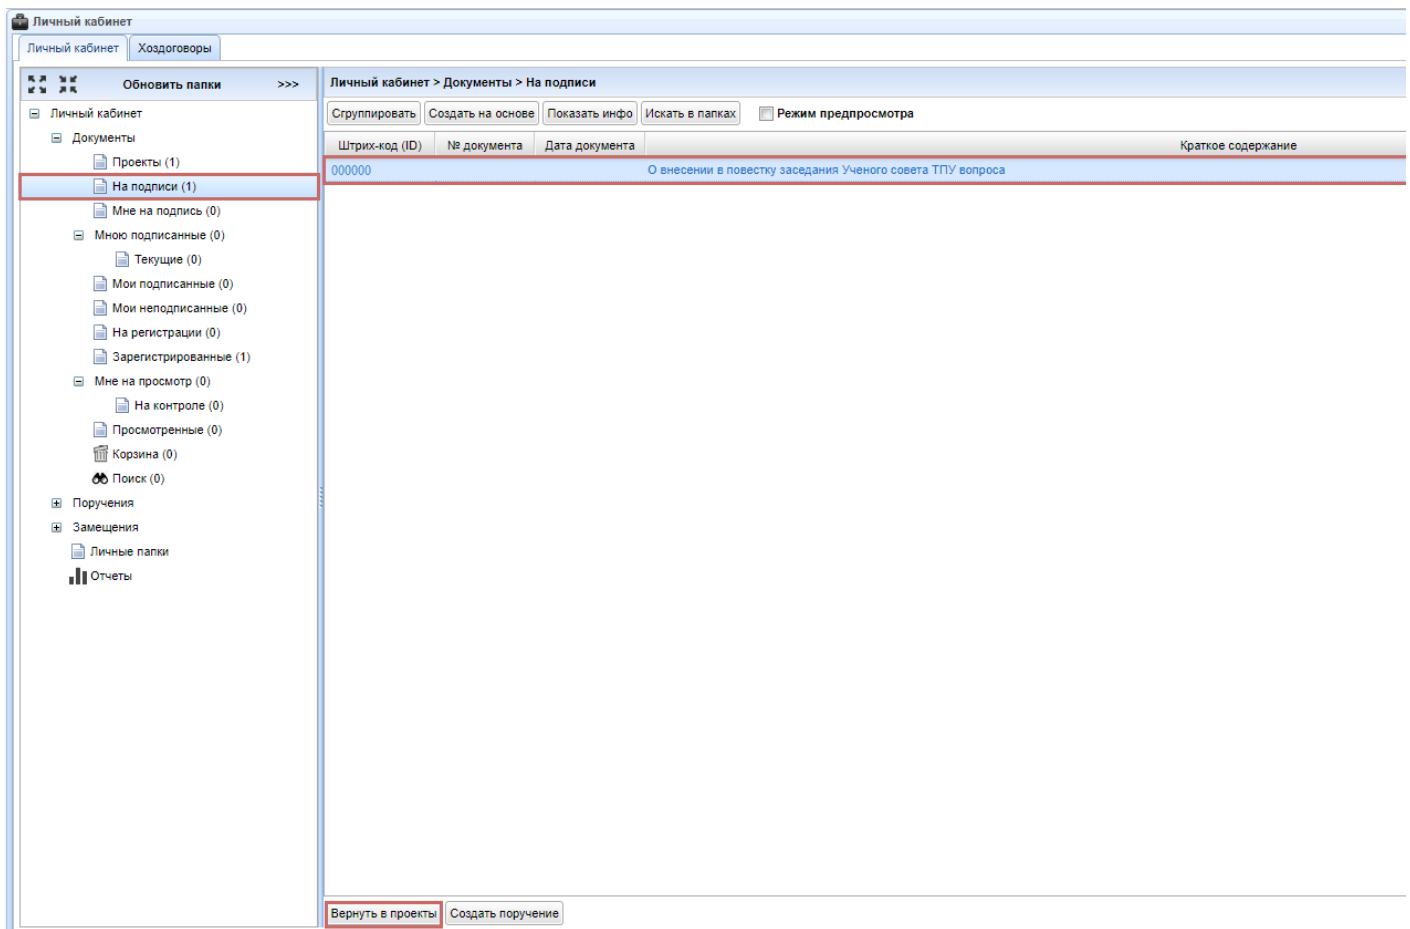 Личный кабинет
Личный кабинет Хоздоговоры
Обновить папки >>>
Личный кабинет
Документы
Проекты (1)
На подписи (1)
Мне на подпись (0)
Мною подписанные (0)
Текущие (0)
Мои подписанные (0)
Мои неподписанные (0)
На регистрации (0)
Зарегистрированные (1)
Мне на просмотр (0)
На контроле (0)
Просмотренные (0)
Корзина (0)
Поиск (0)
Поручения
Замещения
Личные папки
Отчеты
Личный кабинет > Документы > На подписи
Сгруппировать Создать на основе Показать инфо Искать в папках Режим предпросмотра
Штрих-код (ID) № документа Дата документа Краткое содержание
000000 О внесении в повестку заседания Ученого совета ТПУ вопроса
Вернуть в проекты Создать поручение